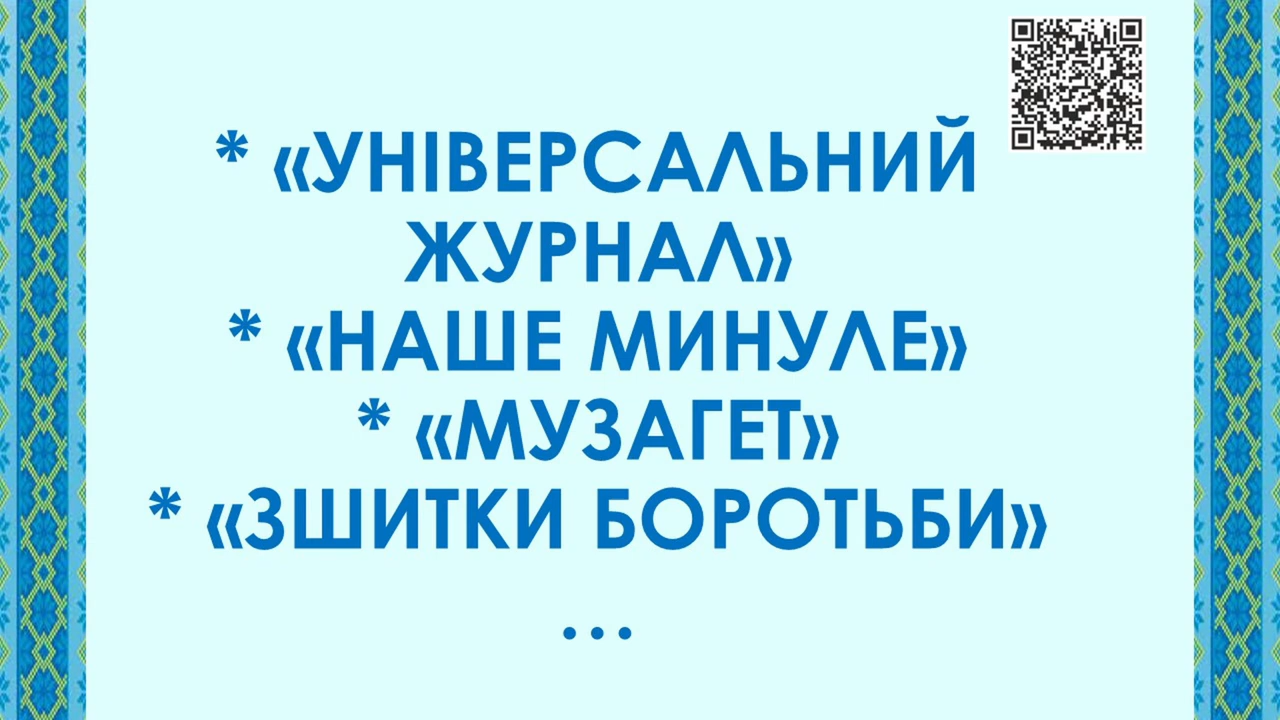 * «УНІВЕРСАЛЬНИЙ
ЖУРНАЛ»
* «НАШЕ МИНУЛЕ»
* «МУЗАГЕТ»
* «ЗШИТКИ БОРОТЬБИ»
...